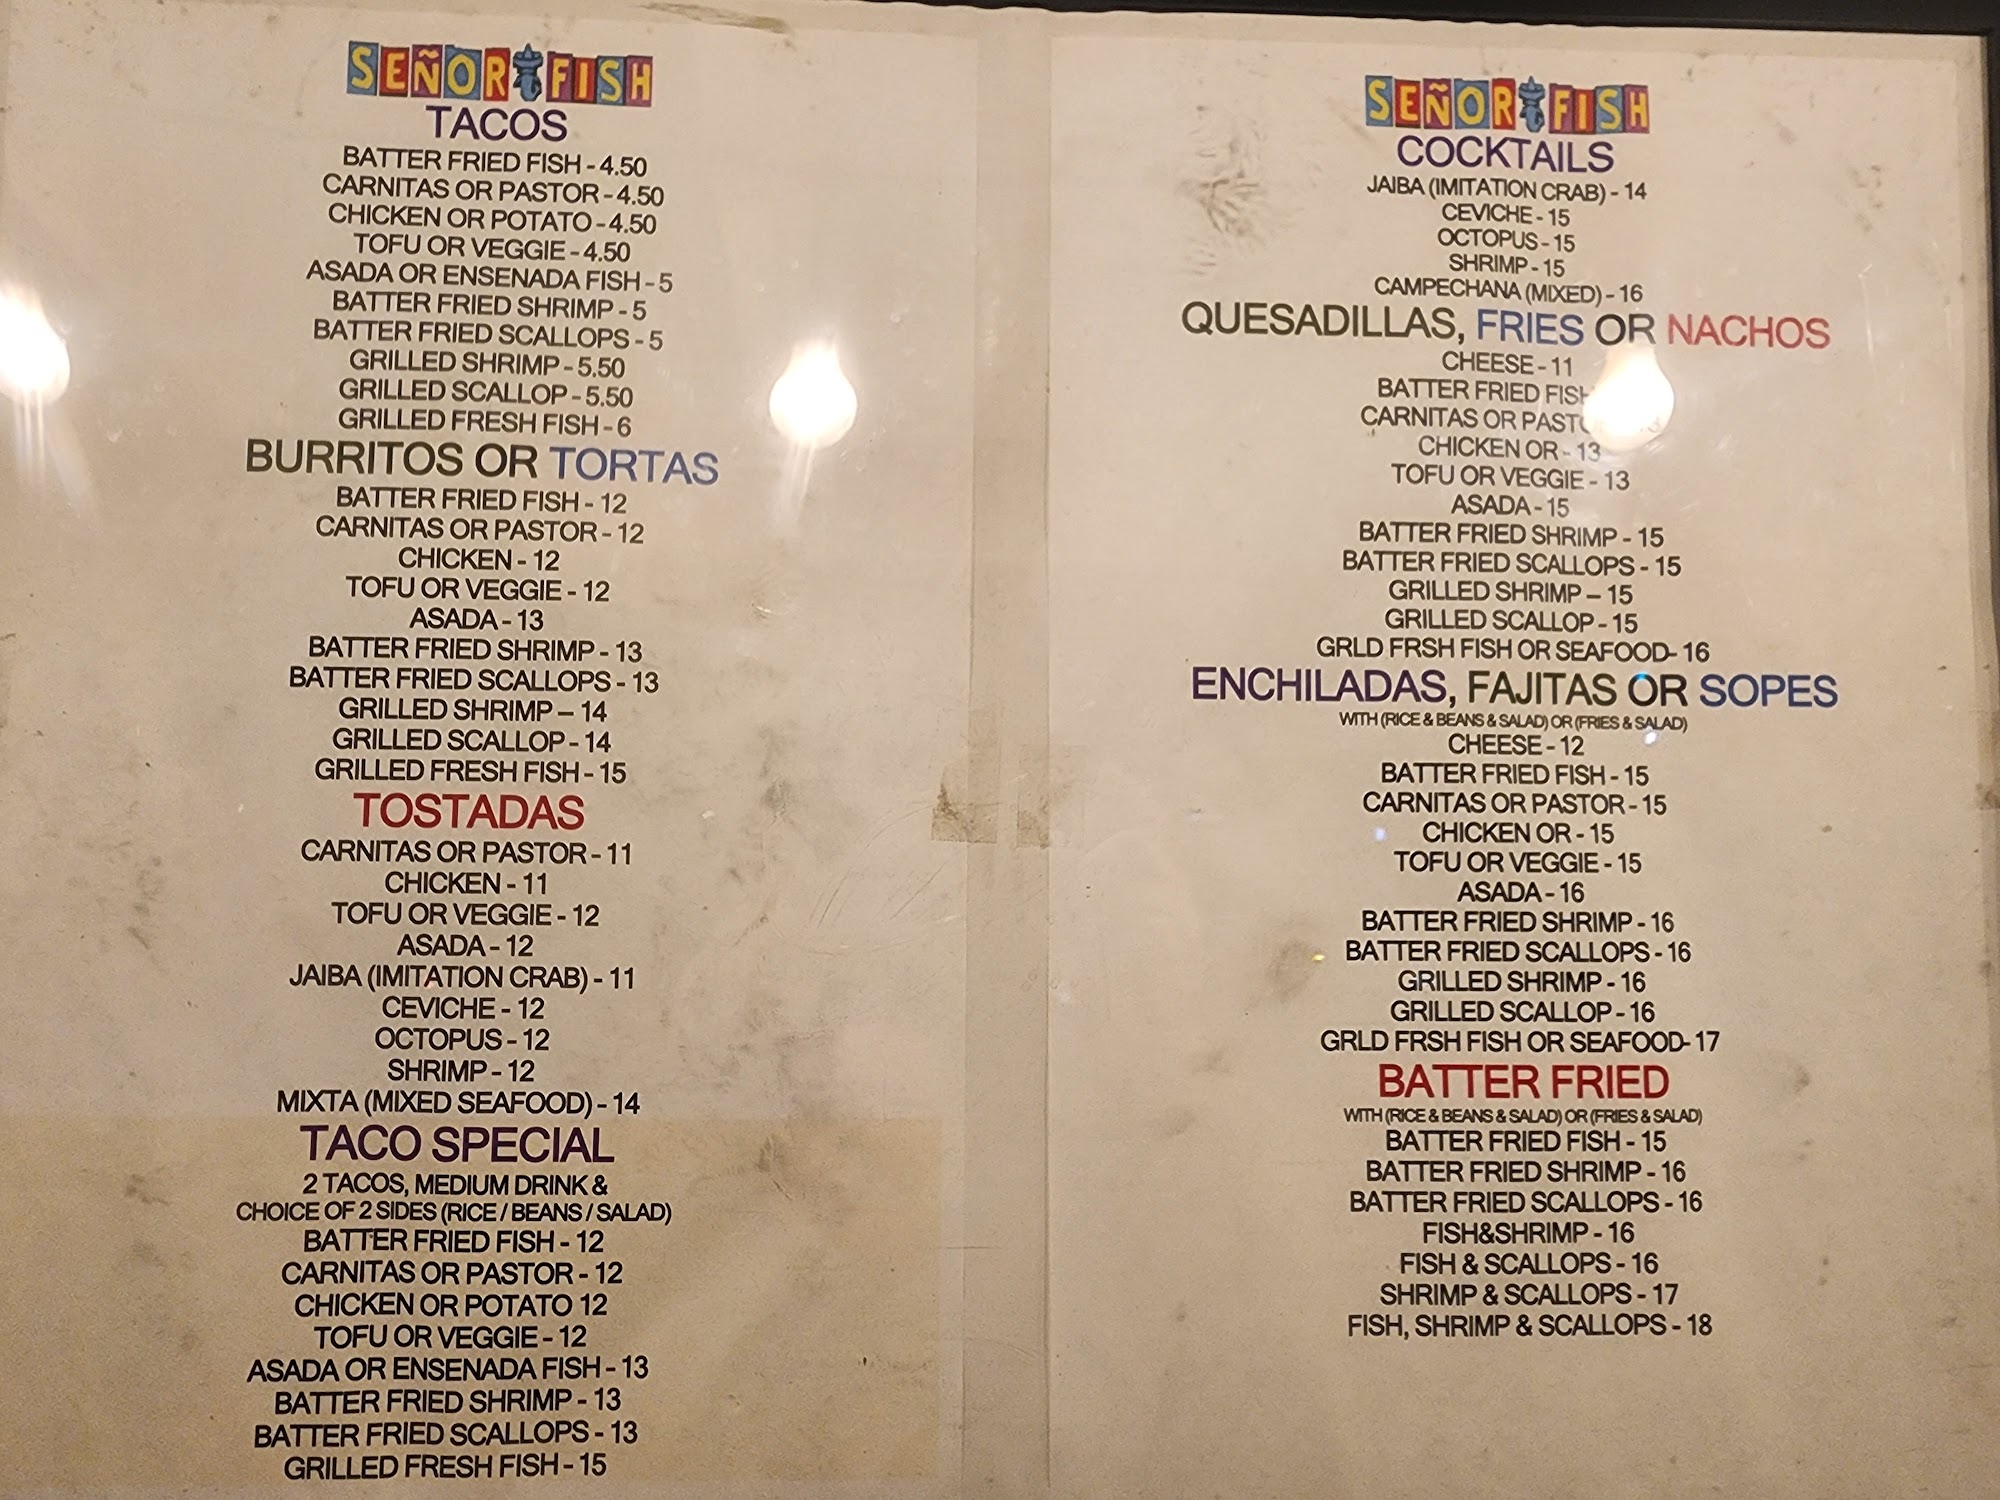 SEÑOR FISH
TACOS
BATTER FRIED FISH - 4.50
CARNITAS OR PASTOR - 4.50
CHICKEN OR POTATO - 4.50
TOFU OR VEGGIE - 4.50
ASADA OR ENSENADA FISH - 5
BATTER FRIED SHRIMP - 5
BATTER FRIED SCALLOPS - 5
GRILLED SHRIMP - 5.50
GRILLED SCALLOP - 5.50
GRILLED FRESH FISH - 6
BURRITOS OR TORTAS
BATTER FRIED FISH - 12
CARNITAS OR PASTOR - 12
CHICKEN - 12
TOFU OR VEGGIE - 12
ASADA - 13
BATTER FRIED SHRIMP - 13
BATTER FRIED SCALLOPS - 13
GRILLED SHRIMP – 14
GRILLED SCALLOP - 14
GRILLED FRESH FISH - 15
TOSTADAS
CARNITAS OR PASTOR - 11
CHICKEN - 11
TOFU OR VEGGIE - 12
ASADA - 12
JAIBA (IMITATION CRAB) - 11
CEVICHE - 12
OCTOPUS - 12
SHRIMP - 12
MIXTA (MIXED SEAFOOD) - 14
TACO SPECIAL
2 TACOS, MEDIUM DRINK &
CHOICE OF 2 SIDES (RICE / BEANS / SALAD)
BATTER FRIED FISH - 12
CARNITAS OR PASTOR - 12
CHICKEN OR POTATO 12
TOFU OR VEGGIE - 12
ASADA OR ENSENADA FISH - 13
BATTER FRIED SHRIMP - 13
BATTER FRIED SCALLOPS - 13
GRILLED FRESH FISH - 15
SEÑOR FISH
COCKTAILS
JAIBA (IMITATION CRAB) - 14
CEVICHE - 15
OCTOPUS - 15
SHRIMP - 15
CAMPECHANA (MIXED) - 16
QUESADILLAS, FRIES OR NACHOS
CHEESE - 11
BATTER FRIED FISH
CARNITAS OR
CHICKEN OR - 13
TOFU OR VEGGIE - 13
ASADA - 15
BATTER FRIED SHRIMP - 15
BATTER FRIED SCALLOPS - 15
GRILLED SHRIMP – 15
GRILLED SCALLOP - 15
GRLD FRSH FISH OR SEAFOOD- 16
ENCHILADAS, FAJITAS OR SOPES
WITH (RICE & BEANS & SALAD) OR (FRIES & SALAD)
CHEESE - 12
BATTER FRIED FISH - 15
CARNITAS OR PASTOR - 15
CHICKEN OR - 15
TOFU OR VEGGIE - 15
ASADA - 16
BATTER FRIED SHRIMP - 16
BATTER FRIED SCALLOPS - 16
GRILLED SHRIMP - 16
GRILLED SCALLOP - 16
GRLD FRSH FISH OR SEAFOOD- 17
BATTER FRIED
WITH (RICE & BEANS & SALAD) OR (FRIES & SALAD)
BATTER FRIED FISH - 15
BATTER FRIED SHRIMP - 16
BATTER FRIED SCALLOPS - 16
FISH&SHRIMP - 16
FISH & SCALLOPS - 16
SHRIMP & SCALLOPS - 17
FISH, SHRIMP & SCALLOPS - 18